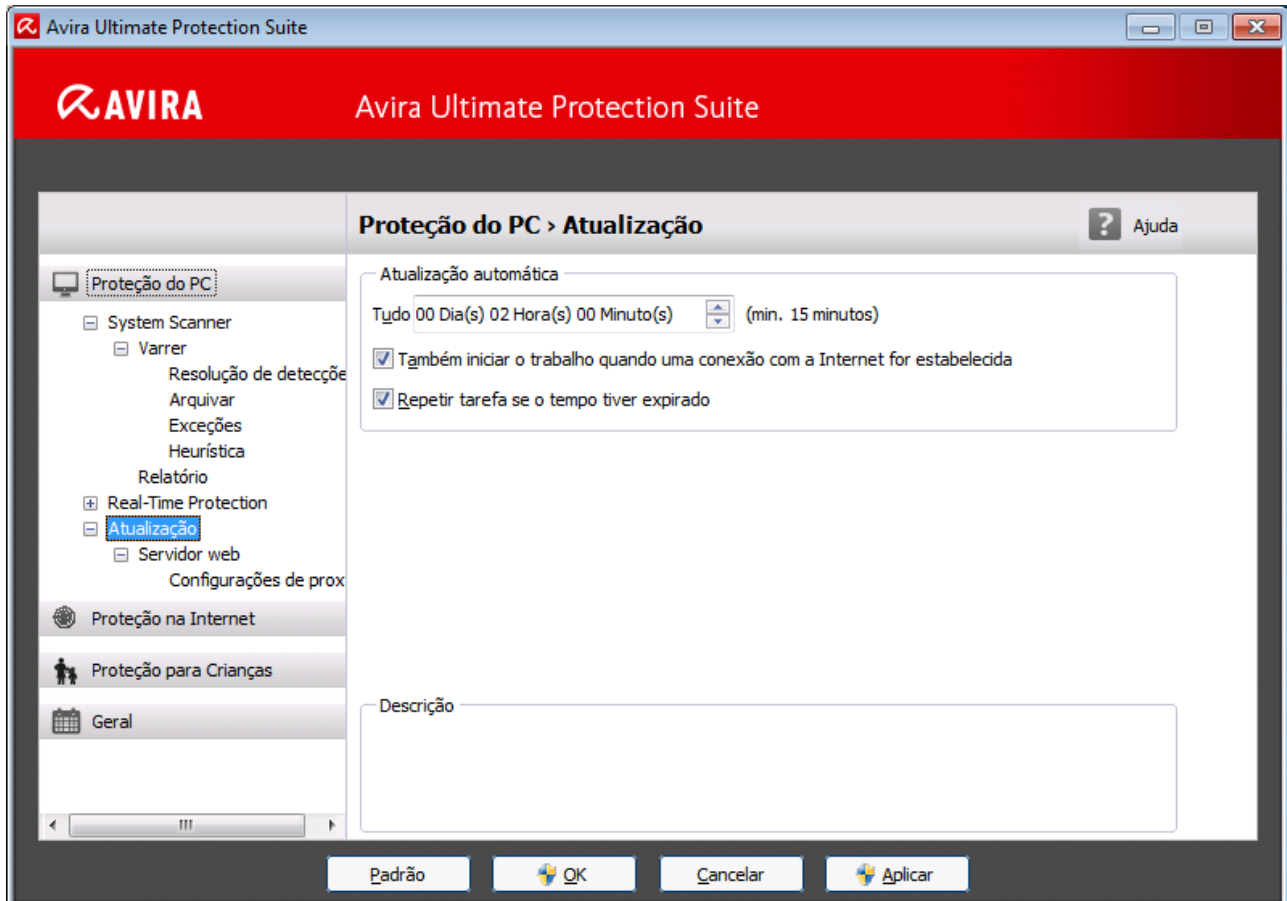 Avira Ultimate Protection Suite
AVIRA
Avira Ultimate Protection Suite
Proteção do PC › Atualização
? Ajuda
Proteção do PC
System Scanner
Varrer
Resolução de detecçõe
Arquivar
Exceções
Heurística
Relatório
Real-Time Protection
Atualização
Servidor web
Configurações de prox
Proteção na Internet
Proteção para Crianças
Geral
Atualização automática
Tudo 00 Dia(s) 02 Hora(s) 00 Minuto(s) (min. 15 minutos)
Também iniciar o trabalho quando uma conexão com a Internet for estabelecida
Repetir tarefa se o tempo tiver expirado
Descrição
Padrão
OK
Cancelar
Aplicar